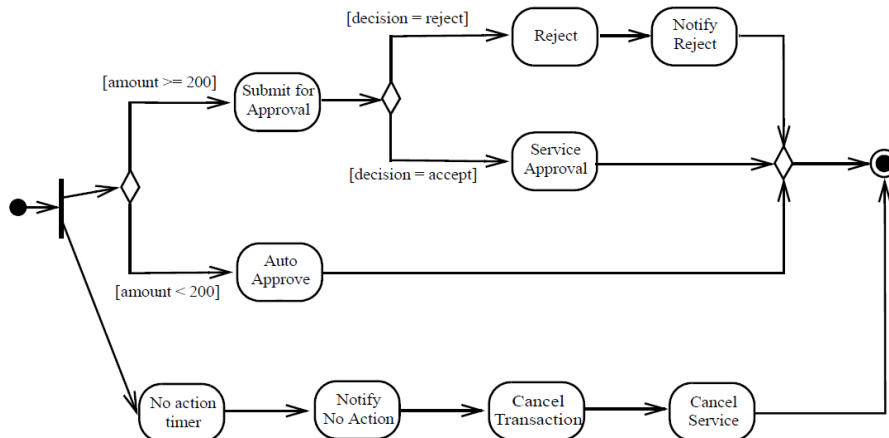 [decision = reject]
Reject
Notify
Reject
[amount >= 200]
Submit for
Approval
Service
Approval
[decision = accept]
Auto
Approve
[amount < 200]
No action
timer
Notify
No Action
Cancel
Transaction
Cancel
Service